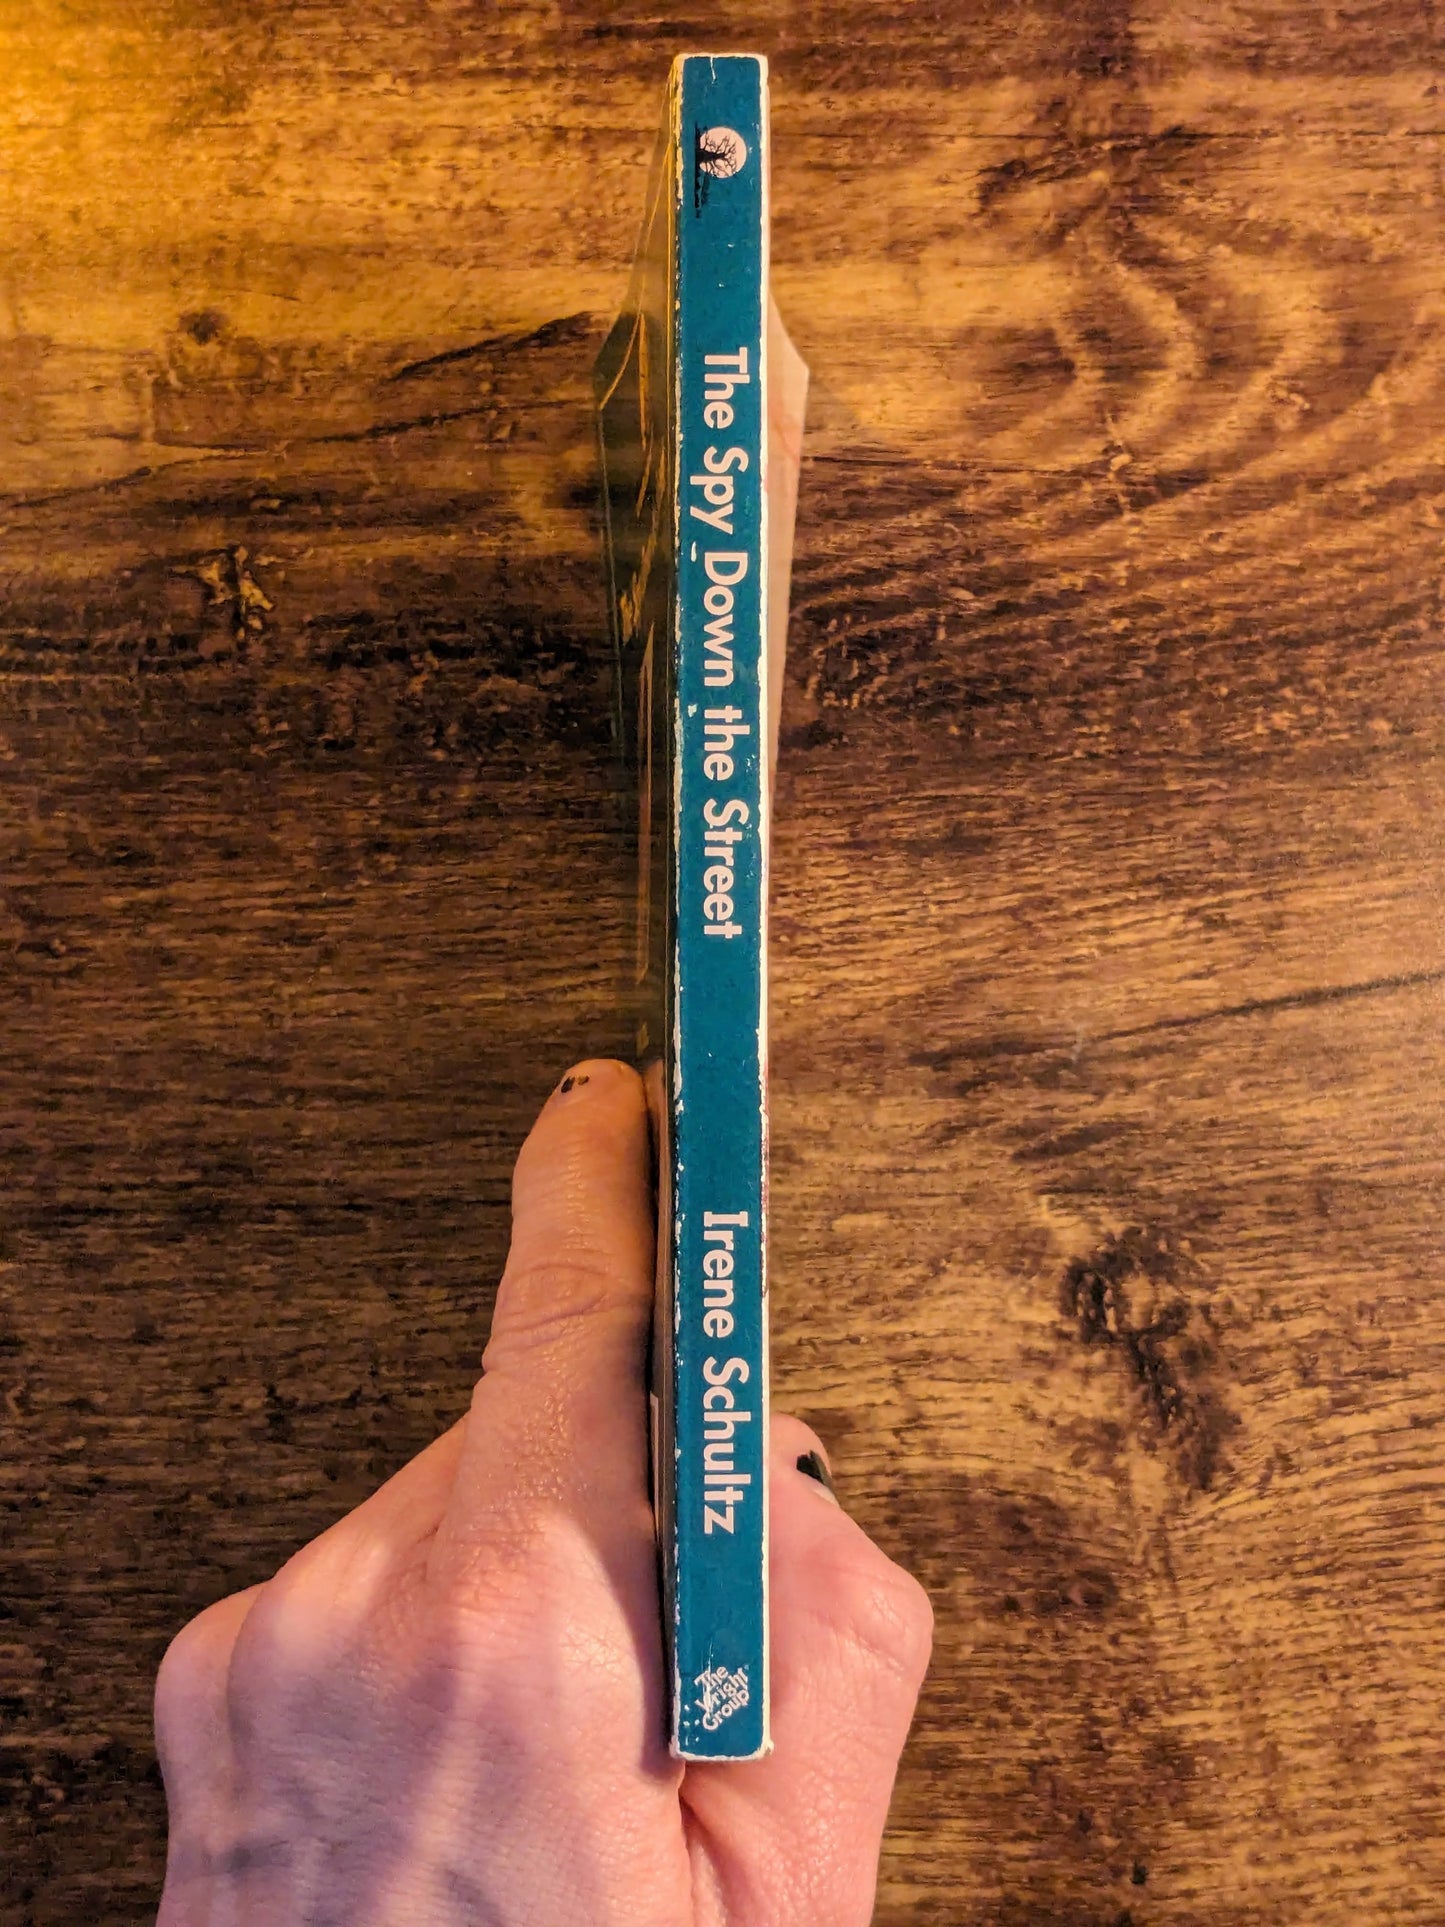 The Spy Down the Street
Irene Schultz
The
Wright
Group